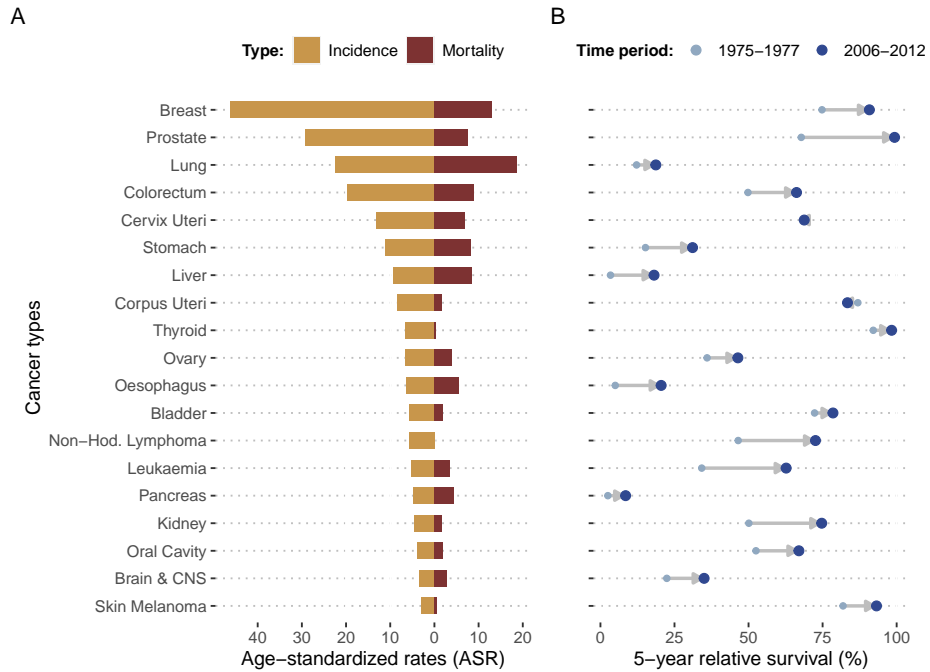 A
Type: Incidence Mortality
Cancer types
Breast
Prostate
Lung
Colorectum
Cervix Uteri
Stomach
Liver
Corpus Uteri
Thyroid
Ovary
Oesophagus
Bladder
Non−Hod. Lymphoma
Leukaemia
Pancreas
Kidney
Oral Cavity
Brain & CNS
Skin Melanoma
40 30 20 10 0 10 20
Age−standardized rates (ASR)
B
Time period: 1975−1977 2006−2012
0 25 50 75 100
5−year relative survival (%)